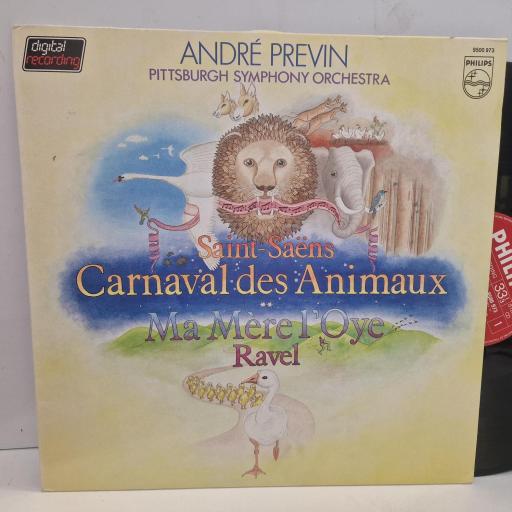 digital
recording
ANDRÉ PREVIN
PITTSBURGH SYMPHONY ORCHESTRA
9500 973
PHILIPS
Saint-Saëns
Carnaval des Animaux
Ma Mère l'Oye
Ravel
PHILI
33
1